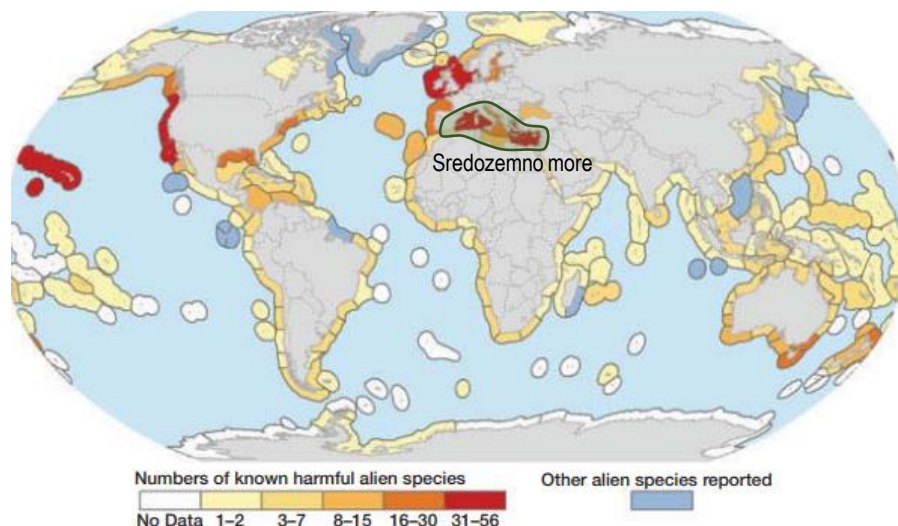 Sredozemno more
Numbers of known harmful alien species
Other alien species reported
No Data 1–2 3–7 8–15 16–30 31–56